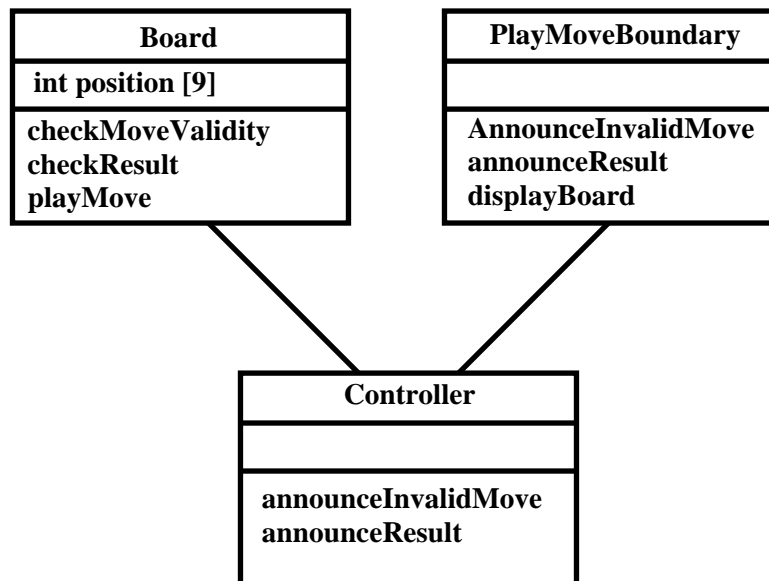 Board
int position [9]
checkMoveValidity
checkResult
playMove
PlayMoveBoundary
AnnounceInvalidMove
announceResult
displayBoard
Controller
announceInvalidMove
announceResult